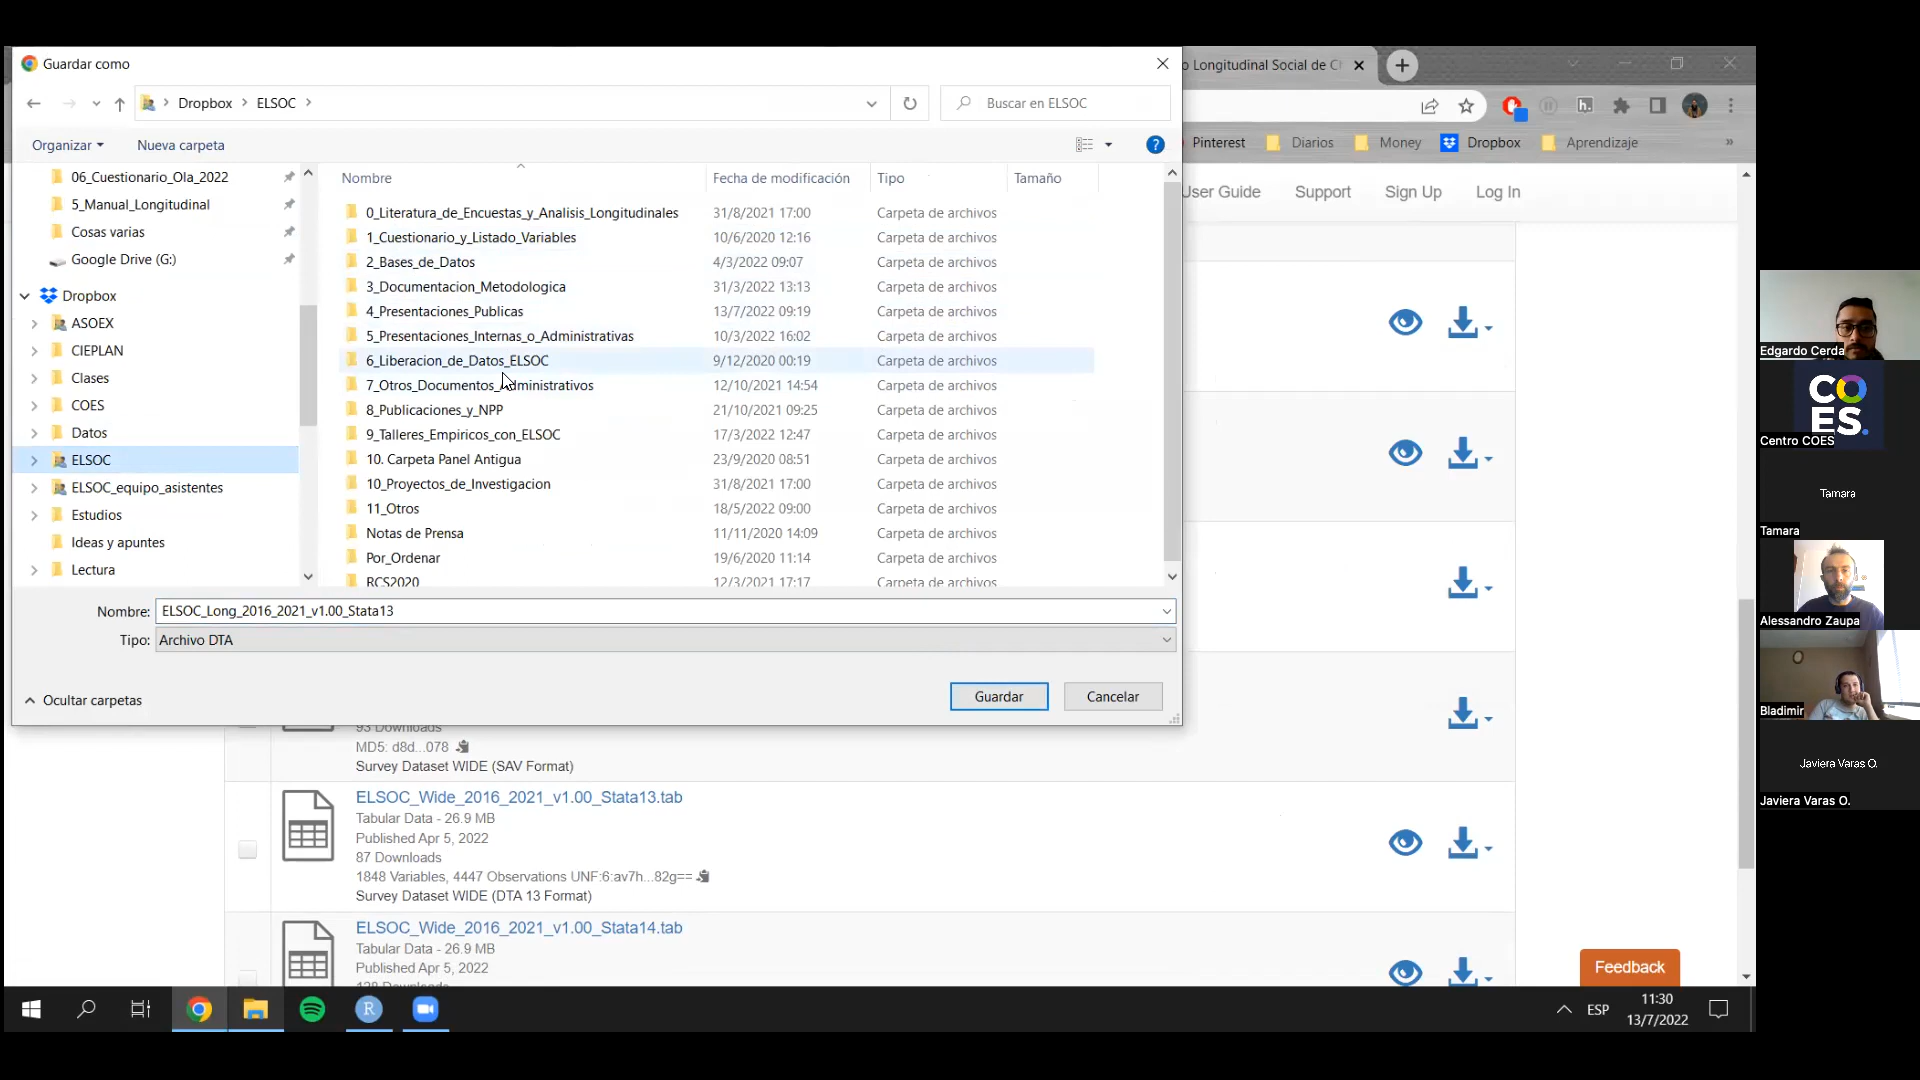 Guardar como
Longitudinal Social de C
Dropbox
ELSOC
Buscar en ELSOC
Organizar
Nueva carpeta
Pinterest
Diarios
Money
Dropbox
Aprendizaje
User Guide
Support
Sign Up
Log In
06_Cuestionario_Ola_2022
5_Manual_Longitudinal
Cosas varias
Google Drive (G:)
Dropbox
ASOEX
CIEPLAN
Clases
COES
Datos
ELSOC
ELSOC_equipo_asistentes
Estudios
Ideas y apuntes
Lectura
Nombre Fecha de modificación Tipo Tamaño
0_Literatura_de_Encuestas_y_Analisis_Longitudinales 31/8/2021 17:00 Carpeta de archivos
1_Cuestionario_y_Listado_Variables 10/6/2020 12:16 Carpeta de archivos
2_Bases_de_Datos 4/3/2022 09:07 Carpeta de archivos
3_Documentacion_Metodologica 31/3/2022 13:13 Carpeta de archivos
4_Presentaciones_Publicas 13/7/2022 09:19 Carpeta de archivos
5_Presentaciones_Internas_o_Administrativas 10/3/2022 16:02 Carpeta de archivos
6_Liberacion_de_Datos_ELSOC 9/12/2020 00:19 Carpeta de archivos
7_Otros_Documentos_Administrativos 12/10/2021 14:54 Carpeta de archivos
8_Publicaciones_y_NPP 21/10/2021 09:25 Carpeta de archivos
9_Talleres_Empiricos_con_ELSOC 17/3/2022 12:47 Carpeta de archivos
10. Carpeta Panel Antigua 23/9/2020 08:51 Carpeta de archivos
10_Proyectos_de_Investigacion 31/8/2021 17:00 Carpeta de archivos
11_Otros 18/5/2022 09:00 Carpeta de archivos
Notas de Prensa 11/11/2020 14:09 Carpeta de archivos
Por_Ordenar 19/6/2020 11:14 Carpeta de archivos
RCS2020 12/3/2021 17:17 Carpeta de archivos
Nombre: ELSOC_Long_2016_2021_v1.00_Stata13
Tipo: Archivo DTA
Ocultar carpetas
Guardar
Cancelar
93 Downloads
MD5: d8d...078
Survey Dataset WIDE (SAV Format)
ELSOC_Wide_2016_2021_v1.00_Stata13.tab
Tabular Data - 26.9 MB
Published Apr 5, 2022
87 Downloads
1848 Variables, 4447 Observations UNF:6:av7h...82g==
Survey Dataset WIDE (DTA 13 Format)
ELSOC_Wide_2016_2021_v1.00_Stata14.tab
Tabular Data - 26.9 MB
Published Apr 5, 2022
Feedback
ESP
11:30
13/7/2022
Edgardo Cerda
COES.
Centro COES
Tamara
Tamara
Alessandro Zaupa
Bladimir
Javiera Varas O.
Javiera Varas O.